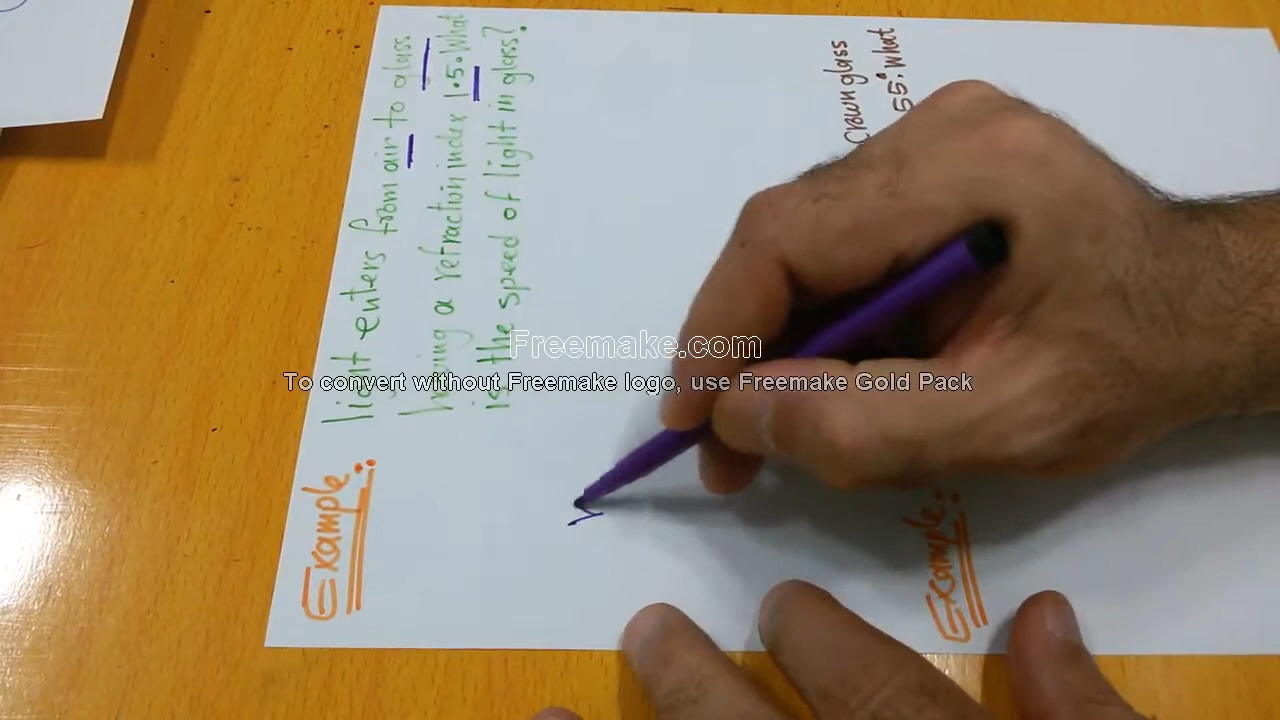 Example:
light enters from air to glass
having a refraction index 1.5. What
is the speed of light in glass?
Example:
crown glass
55°. What
Freemake.com
To convert without Freemake logo, use Freemake Gold Pack